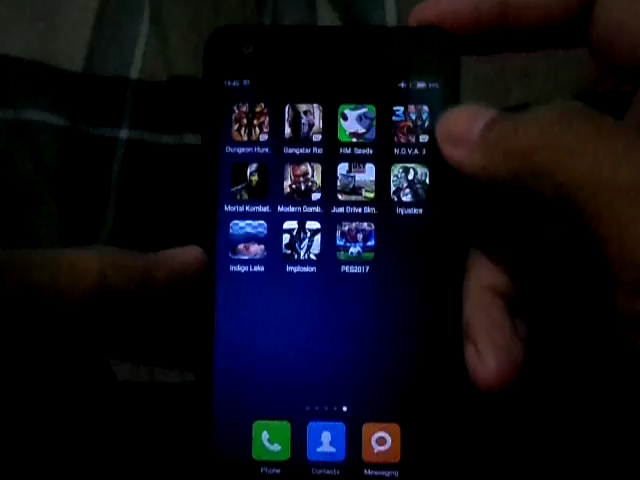 Dungeon Hun.. Gangstar Rio HM: Seeds N.O.V.A. 3
Mortal Kombat.. Modern Comb.. Just Drive Sim.. Injustice
Indigo Lake Implosion PES2017
Phone Contacts Messaging